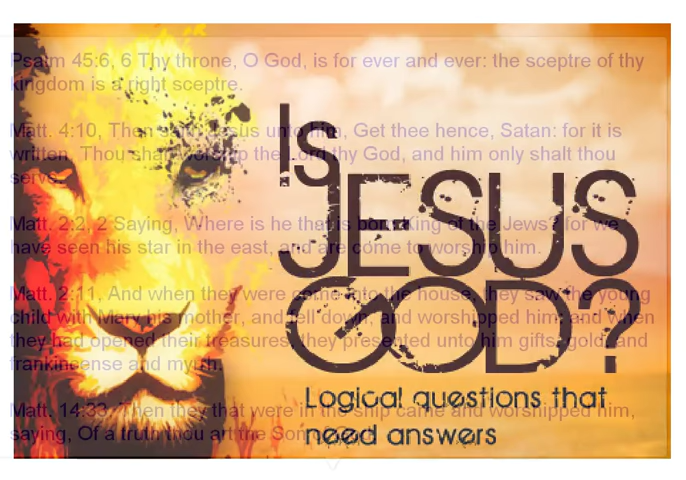 Psalm 45:6, 6 Thy throne, O God, is for ever and ever: the sceptre of thy
kingdom is a right sceptre.
Matt. 4:10, Then saith Jesus unto him, Get thee hence, Satan: for it is
written, Thou shalt worship the Lord thy God, and him only shalt thou
serve.
Matt. 2:2, 2 Saying, Where is he that is born King of the Jews? for we
have seen his star in the east, and are come to worship him.
Matt. 2:11, And when they were come into the house, they saw the young
child with Mary his mother, and fell down, and worshipped him: and when
they had opened their treasures, they presented unto him gifts; gold, and
frankincense and myrrh.
Matt. 14:33, Then they that were in the ship came and worshipped him,
saying, Of a truth thou art the Son
Is
JESUS
GOD?
Logical questions that
need answers